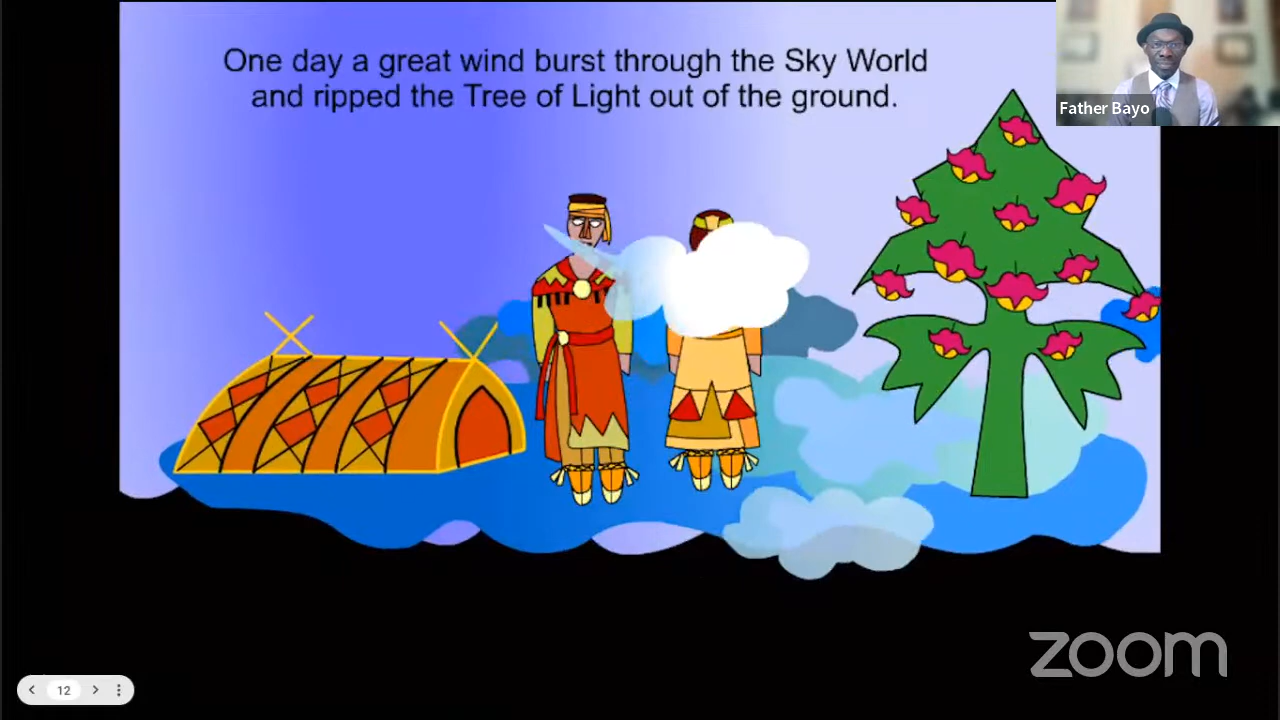 One day a great wind burst through the Sky World
and ripped the Tree of Light out of the ground.
Father Bayo
12
zoom